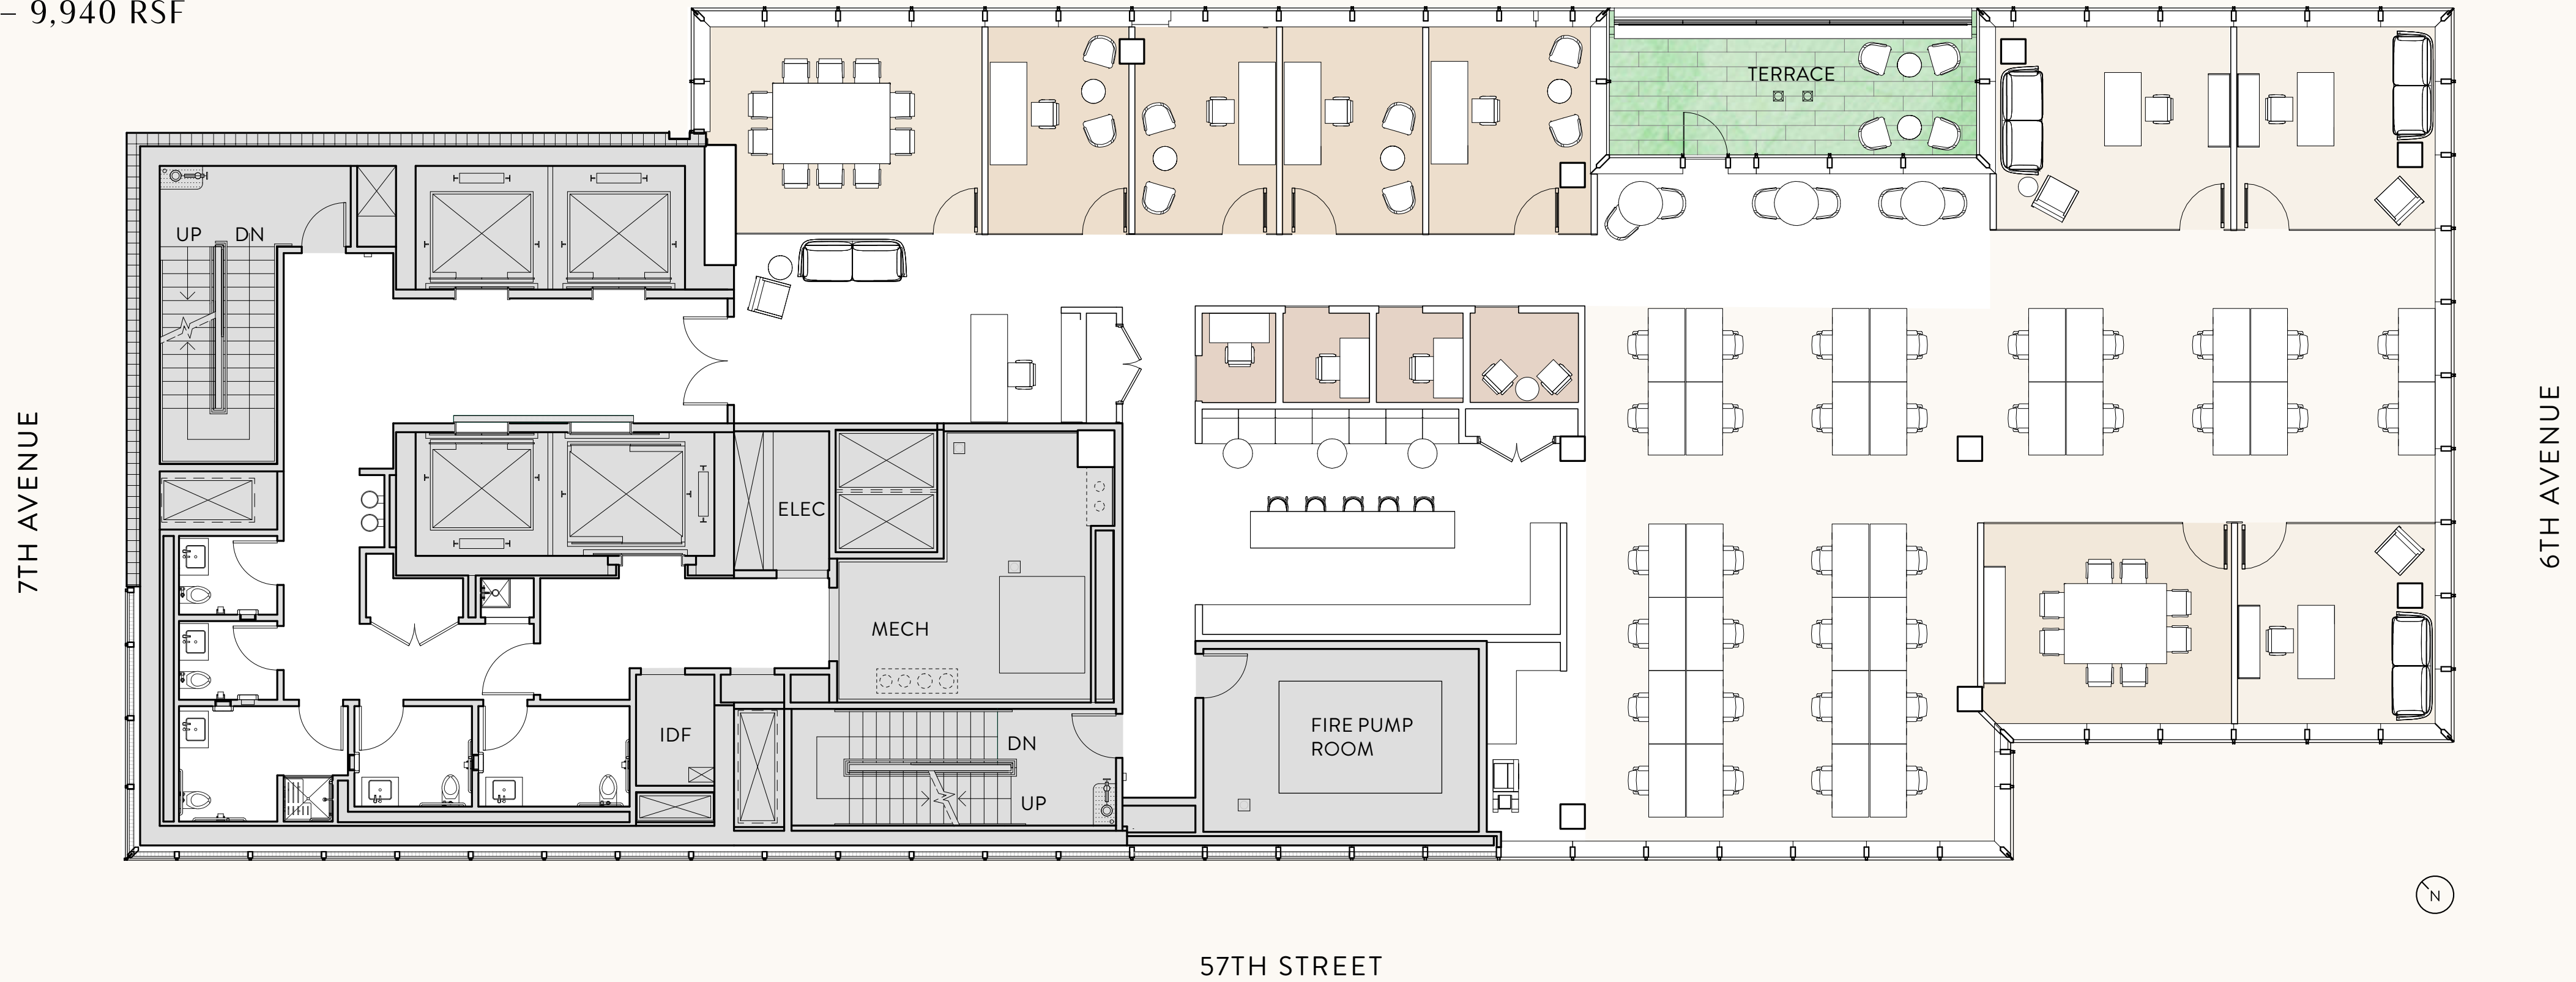 – 9,940 RSF
TERRACE
UP DN
7TH AVENUE
6TH AVENUE
ELEC
MECH
IDF
DN
UP
FIRE PUMP
ROOM
N
57TH STREET